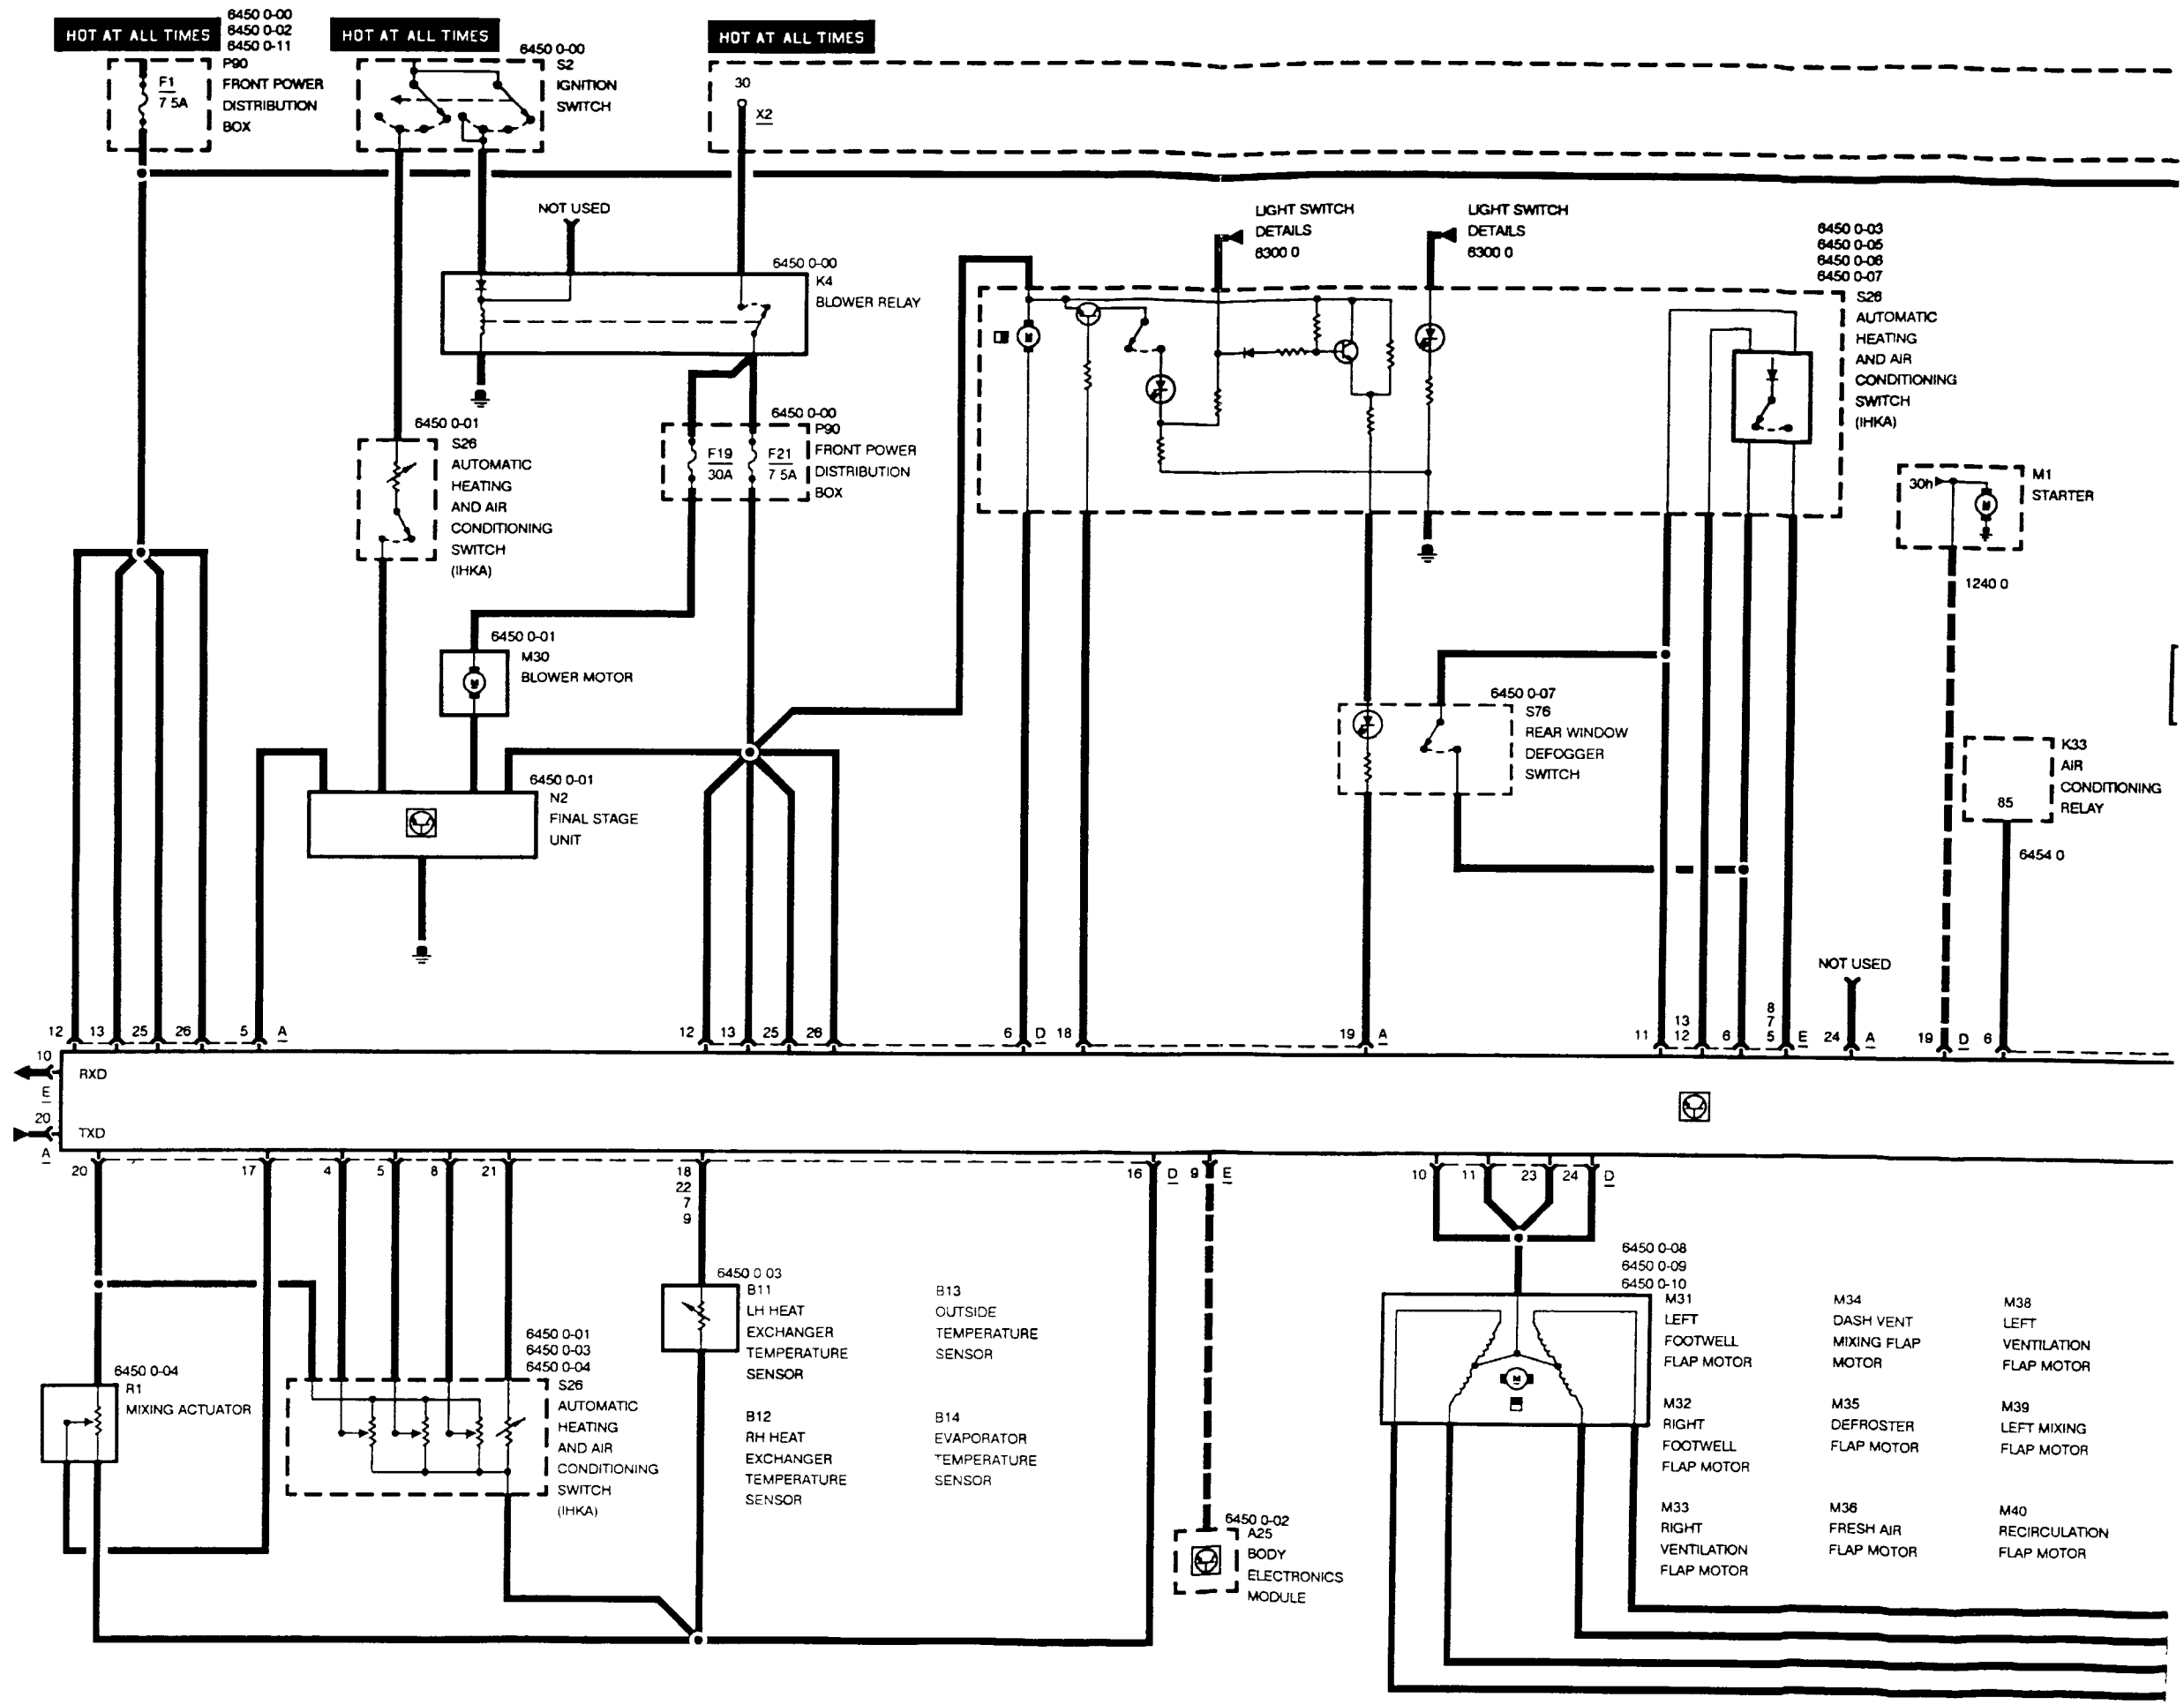 HOT AT ALL TIMES
6450 0-00
6450 0-02
6450 0-11
P90
FRONT POWER
DISTRIBUTION
BOX
F1
7 5A
HOT AT ALL TIMES
6450 0-00
S2
IGNITION
SWITCH
HOT AT ALL TIMES
30
X2
NOT USED
6450 0-00
K4
BLOWER RELAY
LIGHT SWITCH
DETAILS
6300 0
LIGHT SWITCH
DETAILS
6300 0
6450 0-03
6450 0-05
6450 0-06
6450 0-07
S26
AUTOMATIC
HEATING
AND AIR
CONDITIONING
SWITCH
(IHKA)
M
6450 0-01
S26
AUTOMATIC
HEATING
AND AIR
CONDITIONING
SWITCH
(IHKA)
6450 0-00
P90
FRONT POWER
DISTRIBUTION
BOX
F19
30A
F21
7 5A
30h
M
M1
STARTER
1240 0
6450 0-01
M30
BLOWER MOTOR
M
6450 0-01
N2
FINAL STAGE
UNIT
6450 0-07
S76
REAR WINDOW
DEFOGGER
SWITCH
K33
AIR
CONDITIONING
RELAY
85
6454 0
NOT USED
12 13 25 26 5 A
12 13 25 26
6 D 18
19 A
11
13
12
6
8
7
5 E
24 A
19 D 6
10
RXD
E
20
TXD
A
20 17 4 5 8 21
18
22
7
9
16 D 9 E
10 11 23 24 D
6450 0-04
R1
MIXING ACTUATOR
6450 0-01
6450 0-03
6450 0-04
S26
AUTOMATIC
HEATING
AND AIR
CONDITIONING
SWITCH
(IHKA)
6450 0 03
B11
LH HEAT
EXCHANGER
TEMPERATURE
SENSOR
B12
RH HEAT
EXCHANGER
TEMPERATURE
SENSOR
B13
OUTSIDE
TEMPERATURE
SENSOR
B14
EVAPORATOR
TEMPERATURE
SENSOR
6450 0-02
A25
BODY
ELECTRONICS
MODULE
6450 0-08
6450 0-09
6450 0-10
M
M31
LEFT
FOOTWELL
FLAP MOTOR
M32
RIGHT
FOOTWELL
FLAP MOTOR
M33
RIGHT
VENTILATION
FLAP MOTOR
M34
DASH VENT
MIXING FLAP
MOTOR
M35
DEFROSTER
FLAP MOTOR
M36
FRESH AIR
FLAP MOTOR
M38
LEFT
VENTILATION
FLAP MOTOR
M39
LEFT MIXING
FLAP MOTOR
M40
RECIRCULATION
FLAP MOTOR